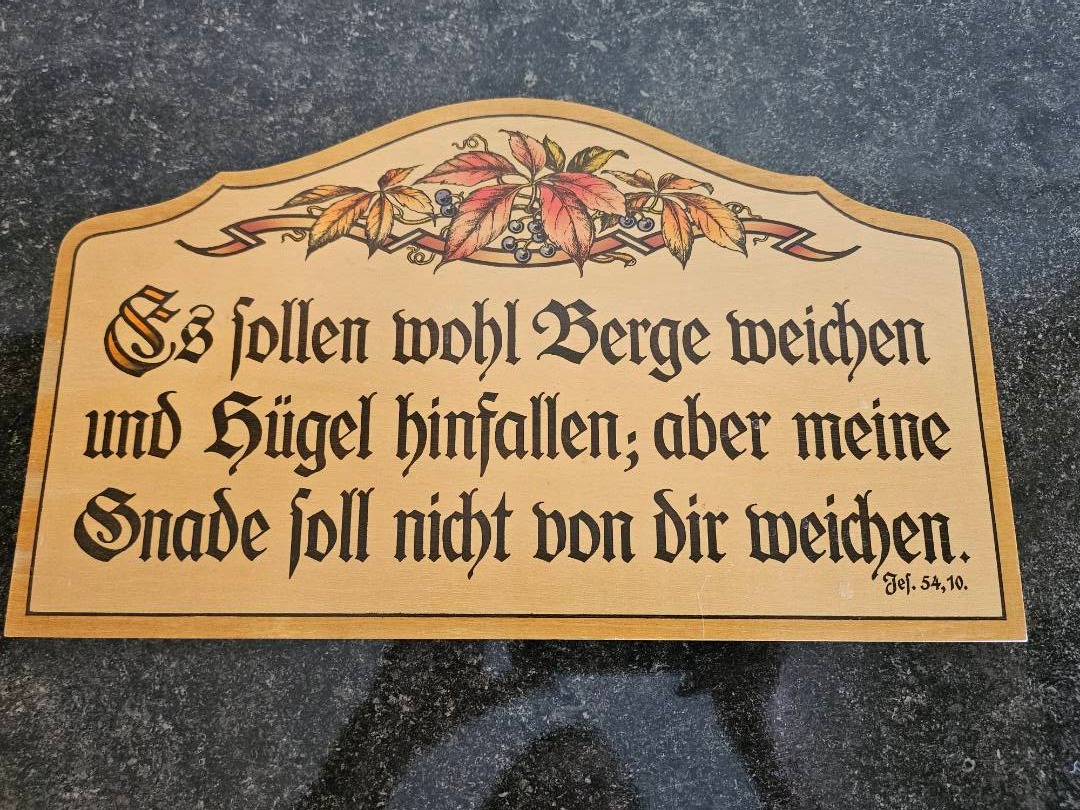 Es sollen wohl Berge weichen
und Hügel hinfallen; aber meine
Gnade soll nicht von dir weichen.
Jes. 54,10.